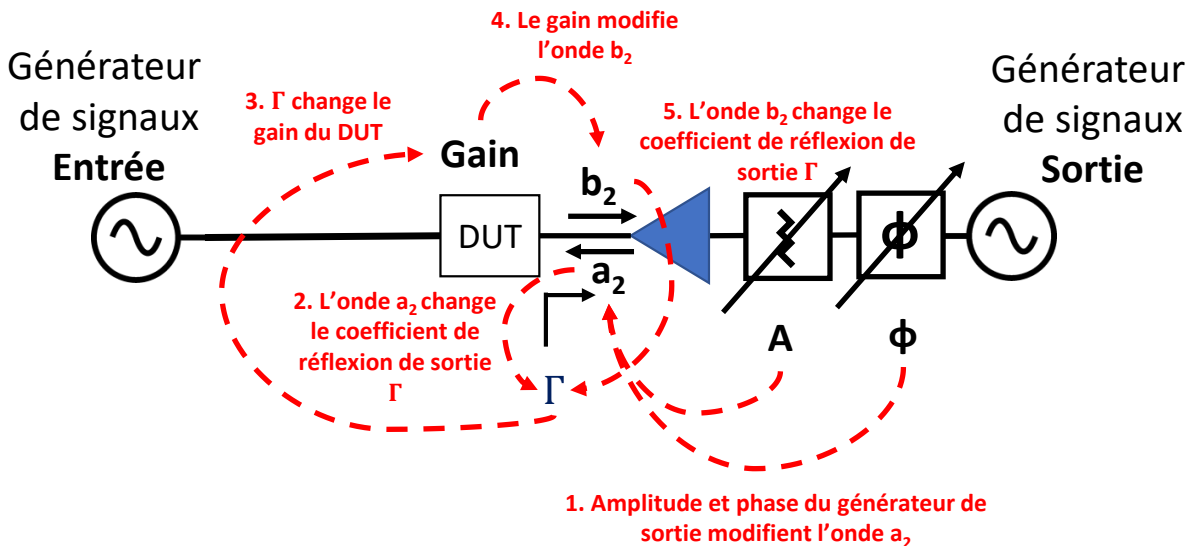 4. Le gain modifie
l'onde b2
Générateur
de signaux
Entrée
Générateur
de signaux
Sortie
3. Γ change le
gain du DUT
5. L'onde b2 change le
coefficient de réflexion de
sortie Γ
Gain
b2
DUT
ϕ
a2
2. L'onde a2 change
le coefficient de
réflexion de sortie
Γ
A
ϕ
Γ
1. Amplitude et phase du générateur de
sortie modifient l'onde a2